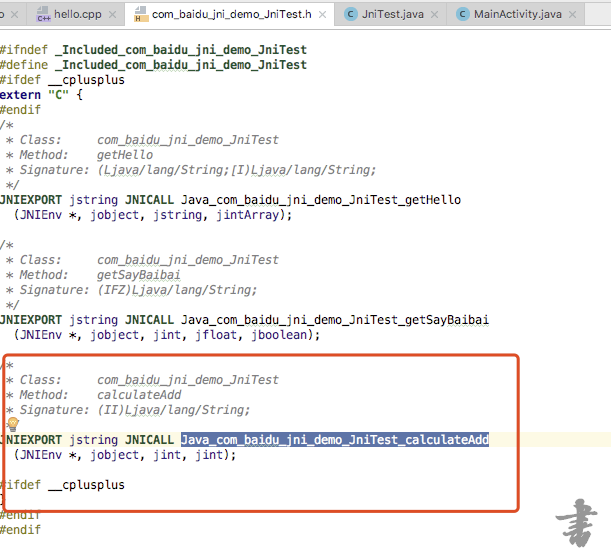 hello.cpp com_baidu_jni_demo_JniTest.h JniTest.java MainActivity.java
#ifndef _Included_com_baidu_jni_demo_JniTest
#define _Included_com_baidu_jni_demo_JniTest
#ifdef __cplusplus
extern "C" {
#endif
/*
* Class: com_baidu_jni_demo_JniTest
* Method: getHello
* Signature: (Ljava/lang/String;[I)Ljava/lang/String;
*/
JNIEXPORT jstring JNICALL Java_com_baidu_jni_demo_JniTest_getHello
(JNIEnv *, jobject, jstring, jintArray);
/*
* Class: com_baidu_jni_demo_JniTest
* Method: getSayBaibai
* Signature: (IFZ)Ljava/lang/String;
*/
JNIEXPORT jstring JNICALL Java_com_baidu_jni_demo_JniTest_getSayBaibai
(JNIEnv *, jobject, jint, jfloat, jboolean);
/*
* Class: com_baidu_jni_demo_JniTest
* Method: calculateAdd
* Signature: (II)Ljava/lang/String;
JNIEXPORT jstring JNICALL Java_com_baidu_jni_demo_JniTest_calculateAdd
(JNIEnv *, jobject, jint, jint);
#ifdef __cplusplus
}
#endif
#endif
書